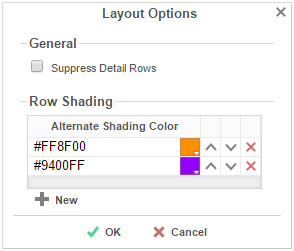 Layout Options
General
Suppress Detail Rows
Row Shading
Alternate Shading Color
#FF8F00
#9400FF
New
OK Cancel